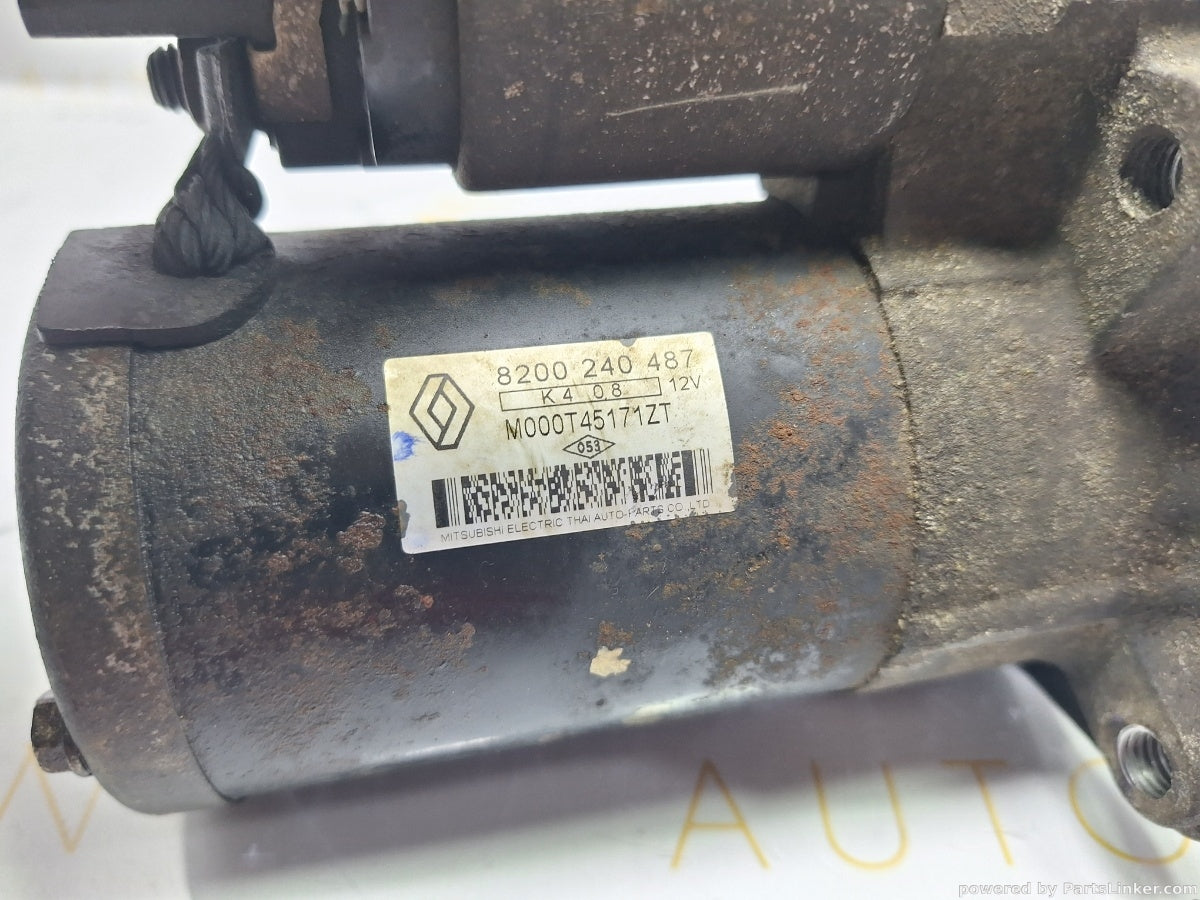 8200 240 487
K4 08 12V
M000T45171ZT
053
MITSUBISHI ELECTRIC THAI AUTO-PARTS CO.,LTD
AUTO
powered by PartsLinker.com